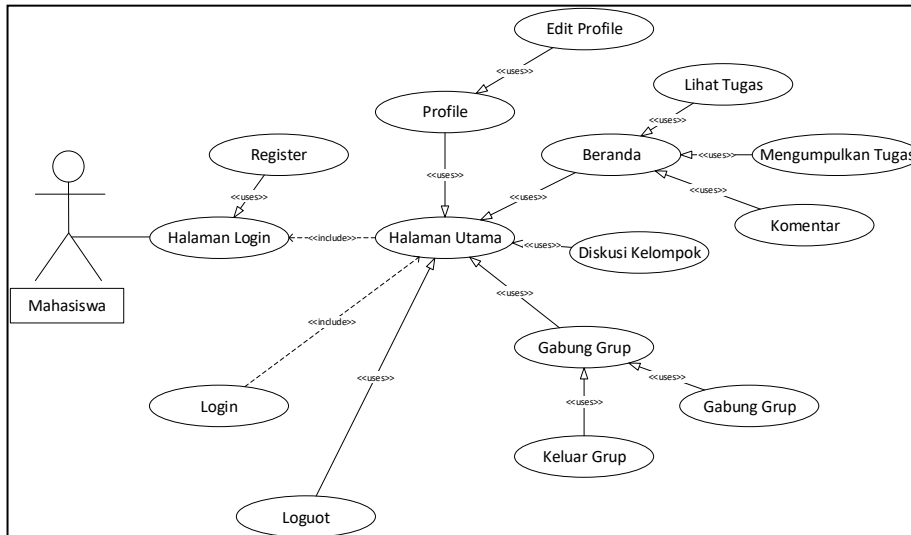 Edit Profile
<<uses>>
Lihat Tugas
Profile
<<uses>>
Register
Beranda
<<uses>>
Mengumpulkan Tugas
<<uses>>
<<uses>>
<<uses>>
<<uses>>
Komentar
Halaman Login
<<include>>
Halaman Utama
<<uses>>
Diskusi Kelompok
Mahasiswa
<<uses>>
<<include>>
Gabung Grup
<<uses>>
<<uses>>
Login
<<uses>>
Gabung Grup
Keluar Grup
Loguot